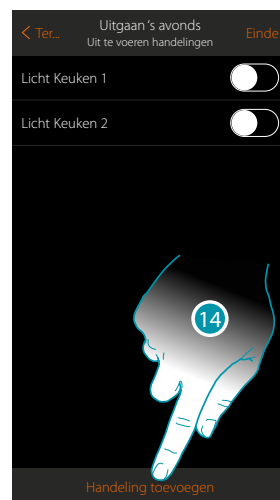 < Ter... Uitgaan 's avonds Einde
Uit te voeren handelingen
Licht Keuken 1
Licht Keuken 2
14
Handeling toevoegen